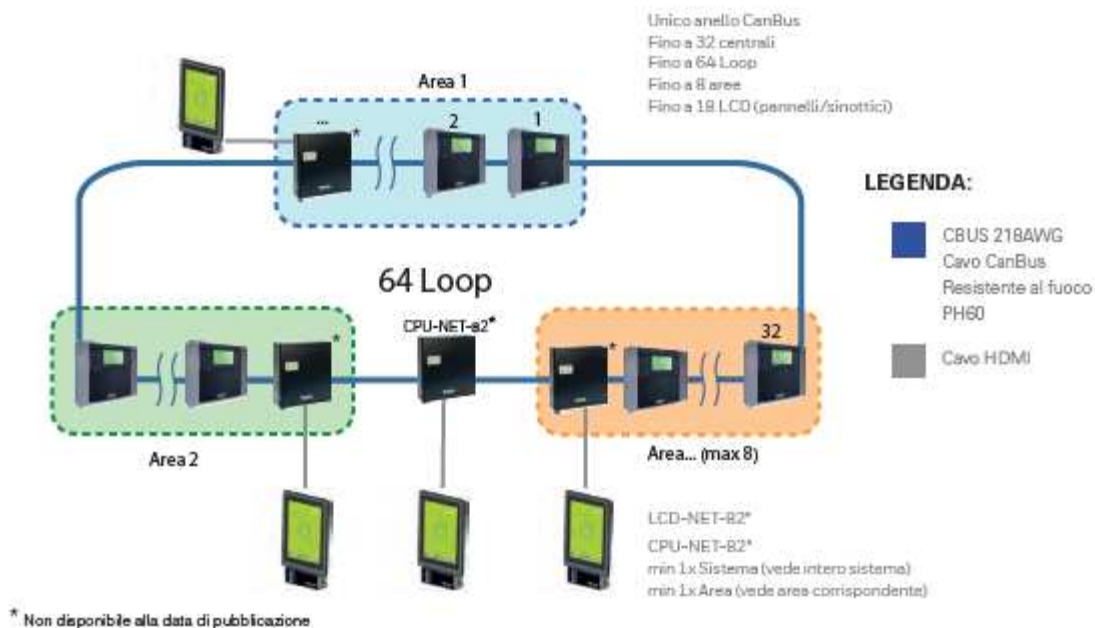 Unico anello CanBus
Fino a 32 centrali
Fino a 64 Loop
Fino a 8 aree
Fino a 18 LCD (pannelli/sinottici)
Area 1
...
*
2
1
LEGENDA:
CBUS 218AWG
Cavo CanBus
Resistente al fuoco
PH60
Cavo HDMI
64 Loop
CPU-NET-82*
*
*
32
Area 2
Area... (max 8)
LCD-NET-82*
CPU-NET-82*
min 1x Sistema (vede intero sistema)
min 1x Area (vede area corrispondente)
* Non disponibile alla data di pubblicazione